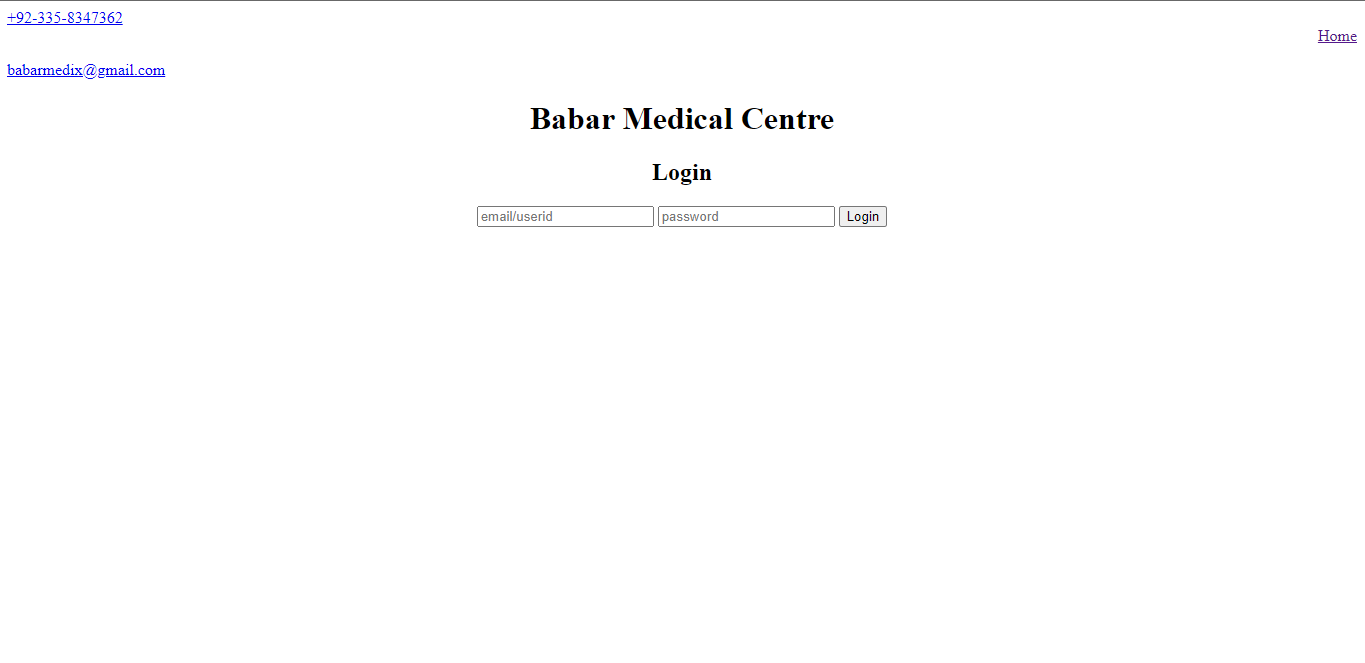 +92-335-8347362
Home
babarmedix@gmail.com
Babar Medical Centre
Login
email/userid password Login